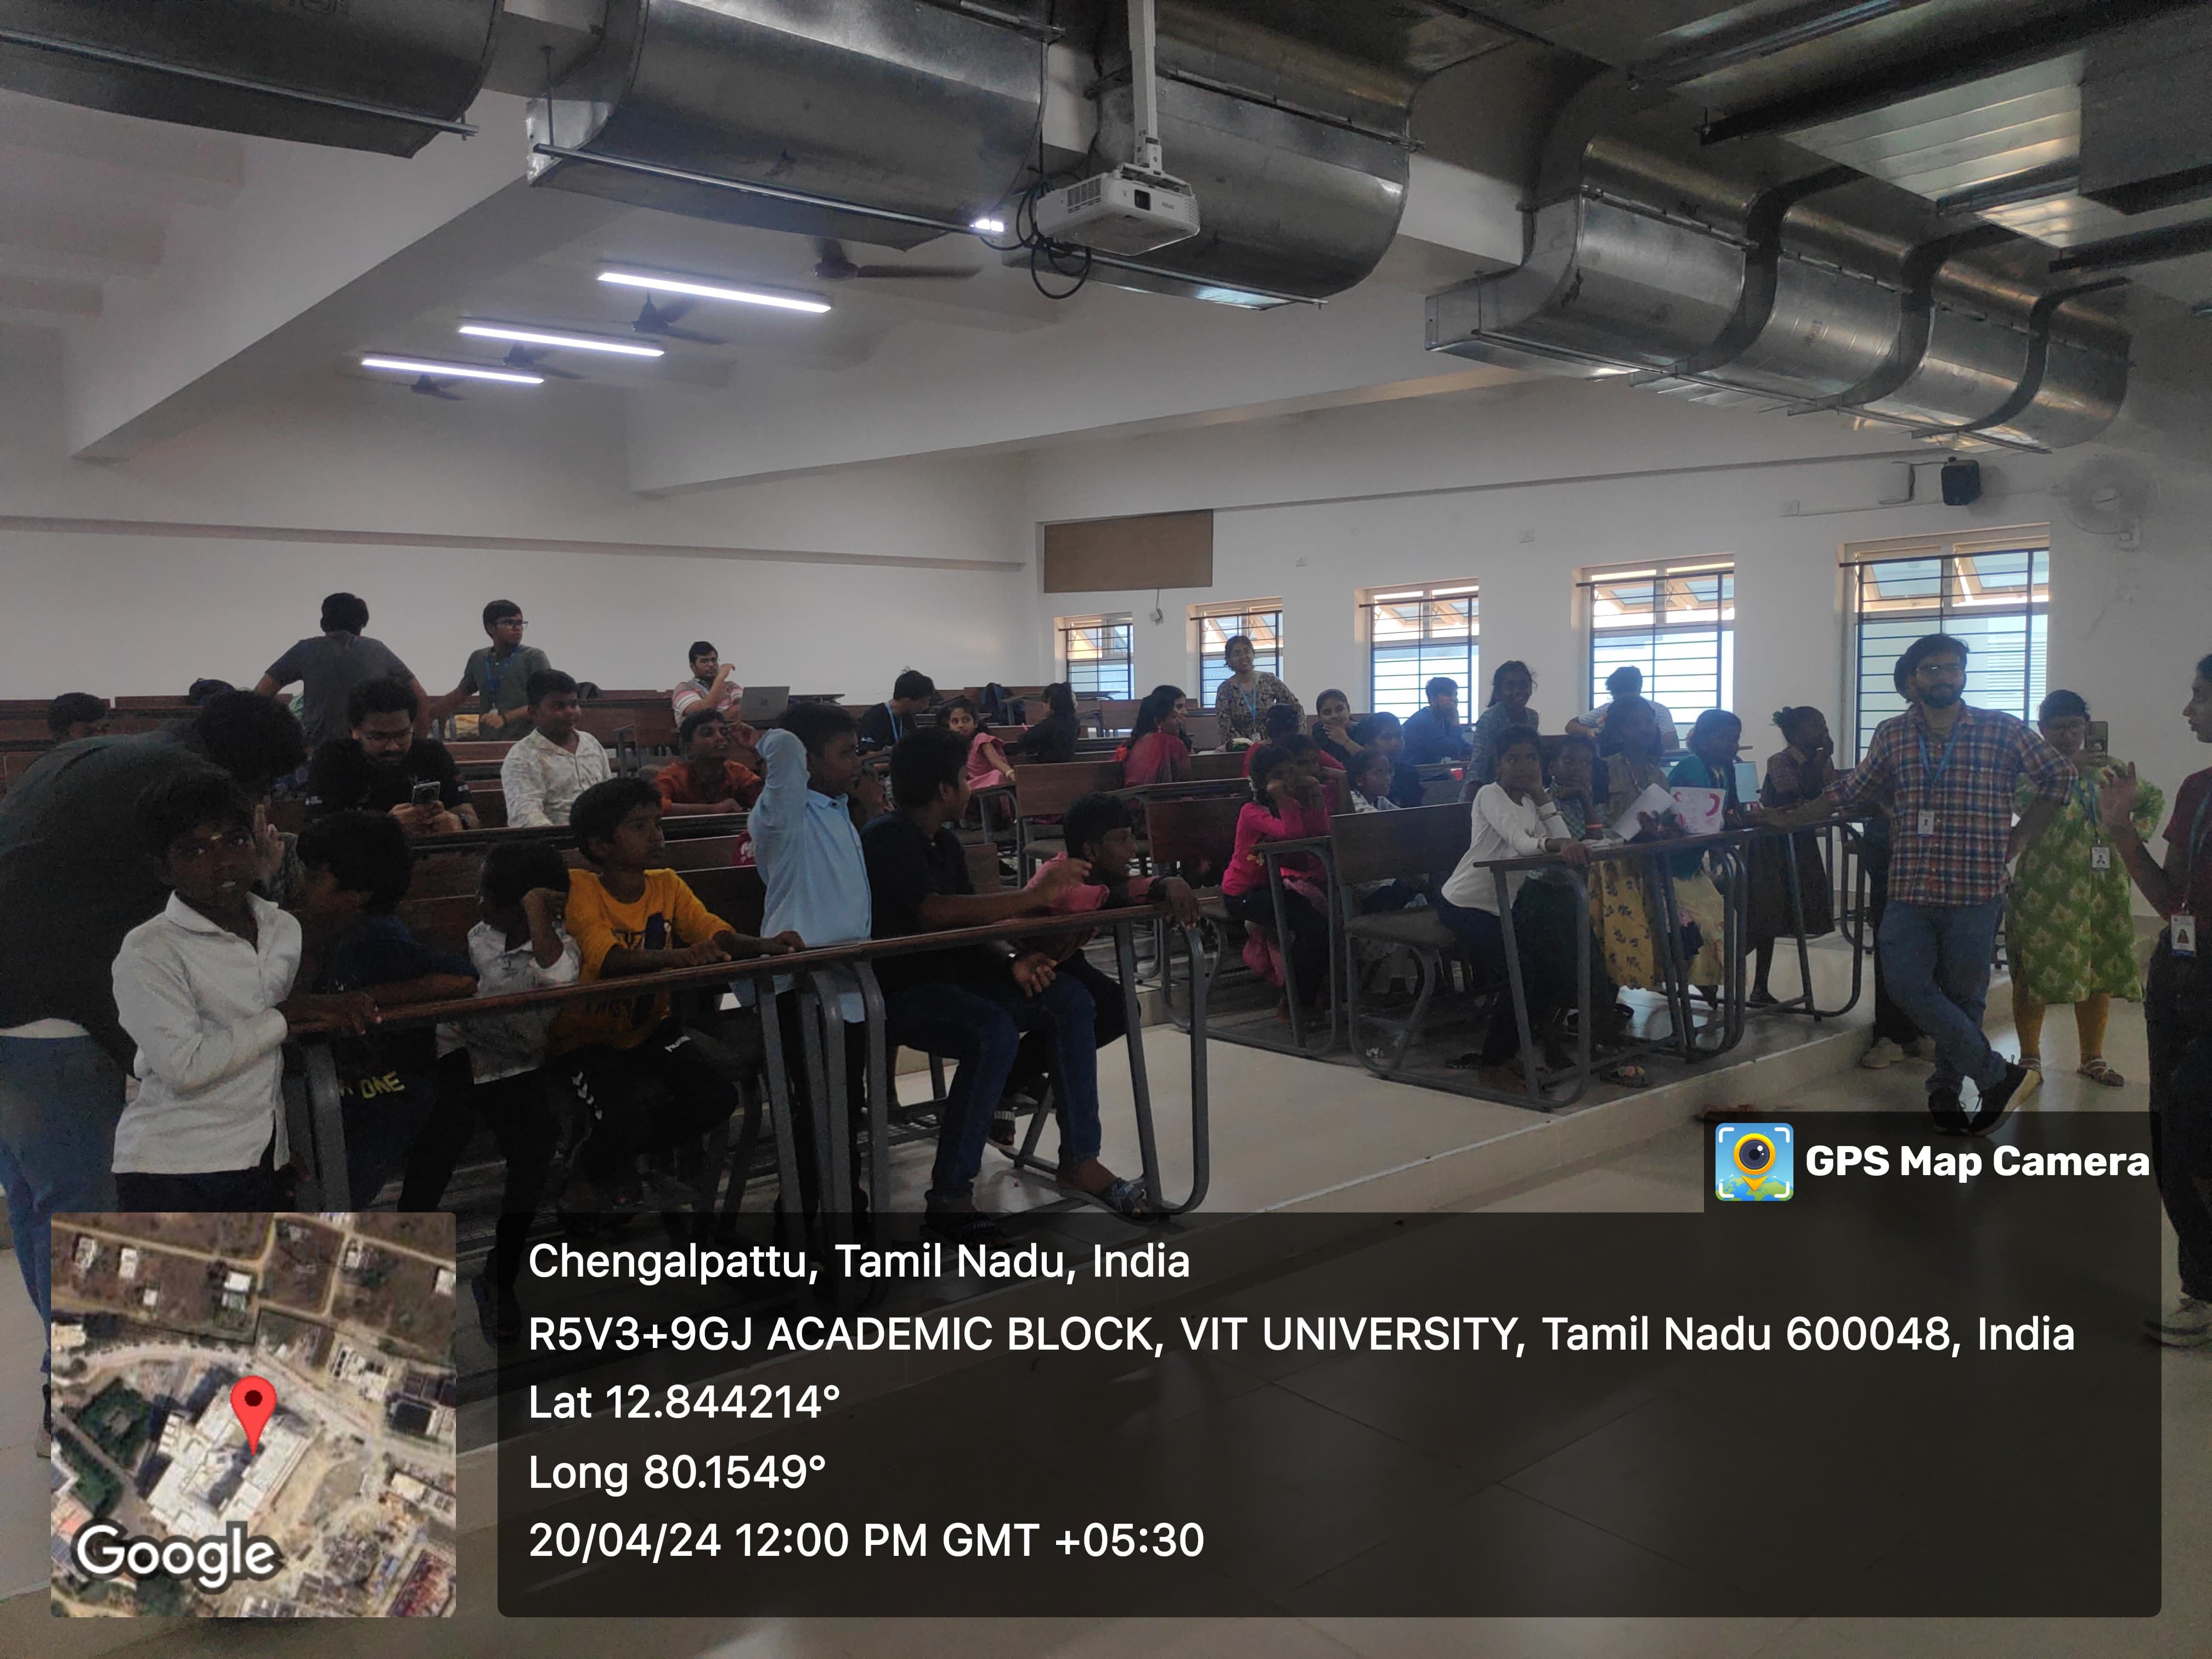 GPS Map Camera
Chengalpattu, Tamil Nadu, India
R5V3+9GJ ACADEMIC BLOCK, VIT UNIVERSITY, Tamil Nadu 600048, India
Lat 12.844214°
Long 80.1549°
20/04/24 12:00 PM GMT +05:30
Google